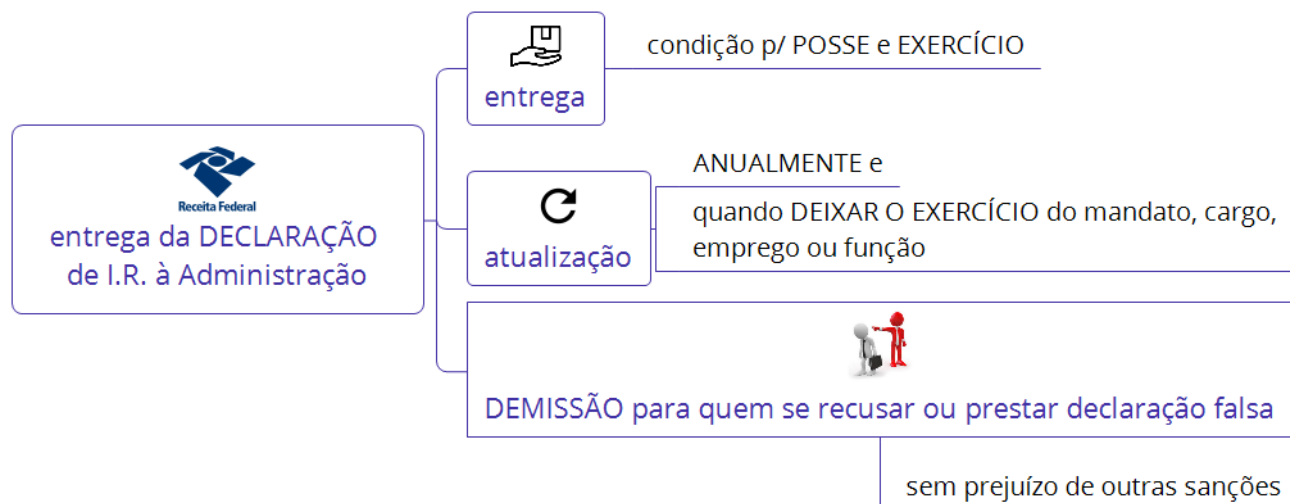 Receita Federal
entrega da DECLARAÇÃO
de I.R. à Administração
entrega
condição p/ POSSE e EXERCÍCIO
atualização
ANUALMENTE e
quando DEIXAR O EXERCÍCIO do mandato, cargo,
emprego ou função
DEMISSÃO para quem se recusar ou prestar declaração falsa
sem prejuízo de outras sanções